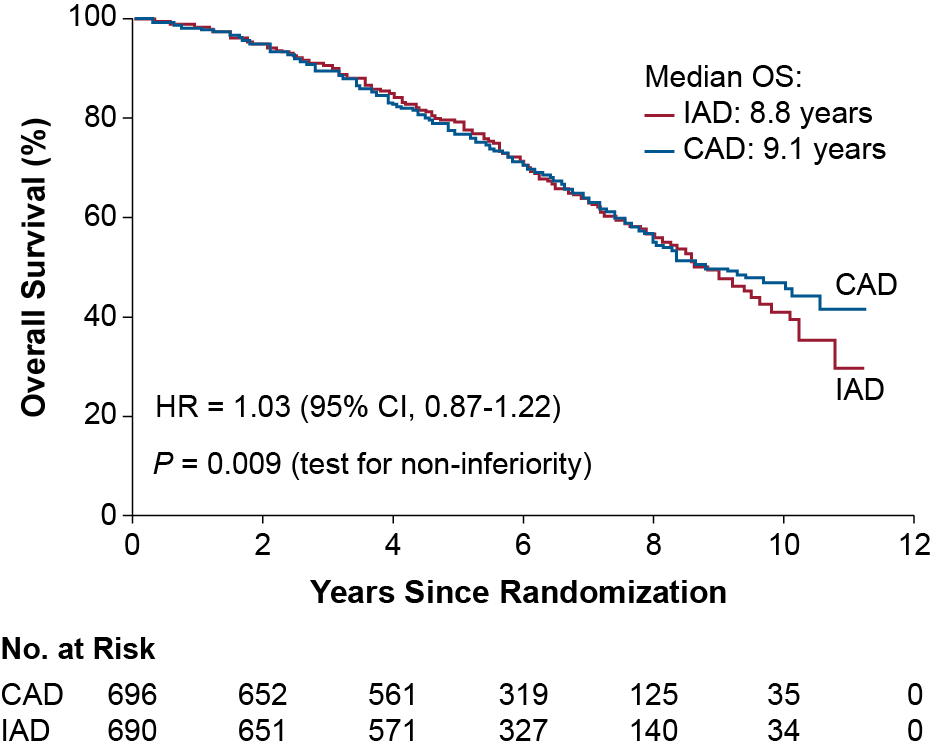 Overall Survival (%)
100
80
60
40
20
0
Median OS:
IAD: 8.8 years
CAD: 9.1 years
CAD
IAD
HR = 1.03 (95% CI, 0.87-1.22)
P = 0.009 (test for non-inferiority)
0 2 4 6 8 10 12
Years Since Randomization
No. at Risk
CAD 696 652 561 319 125 35 0
IAD 690 651 571 327 140 34 0